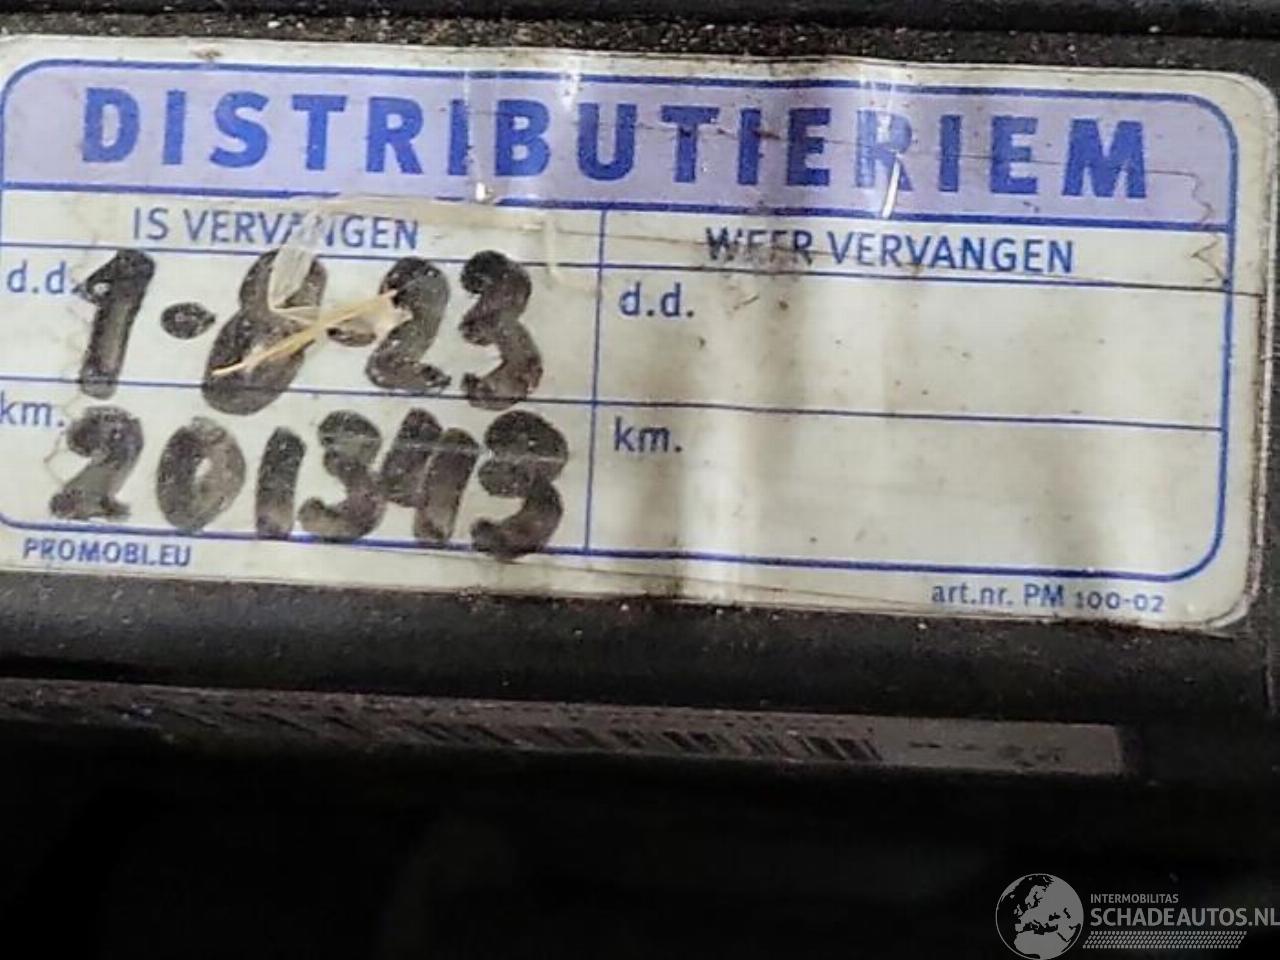 DISTRIBUTIERIEM
IS VERVANGEN WEER VERVANGEN
d.d. 1-8-23 d.d.
km. 201343 km.
PROMOBI.EU art.nr. PM 100-02
INTERMOBILITAS
SCHADEAUTOS.NL